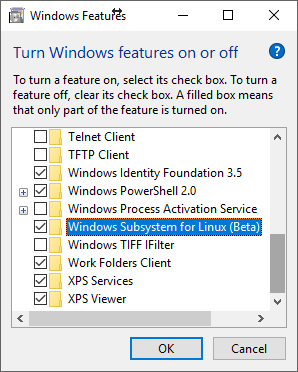 Windows Features
Turn Windows features on or off
?
To turn a feature on, select its check box. To turn a
feature off, clear its check box. A filled box means
that only part of the feature is turned on.
Telnet Client
TFTP Client
Windows Identity Foundation 3.5
Windows PowerShell 2.0
Windows Process Activation Service
Windows Subsystem for Linux (Beta)
Windows TIFF IFilter
Work Folders Client
XPS Services
XPS Viewer
OK
Cancel